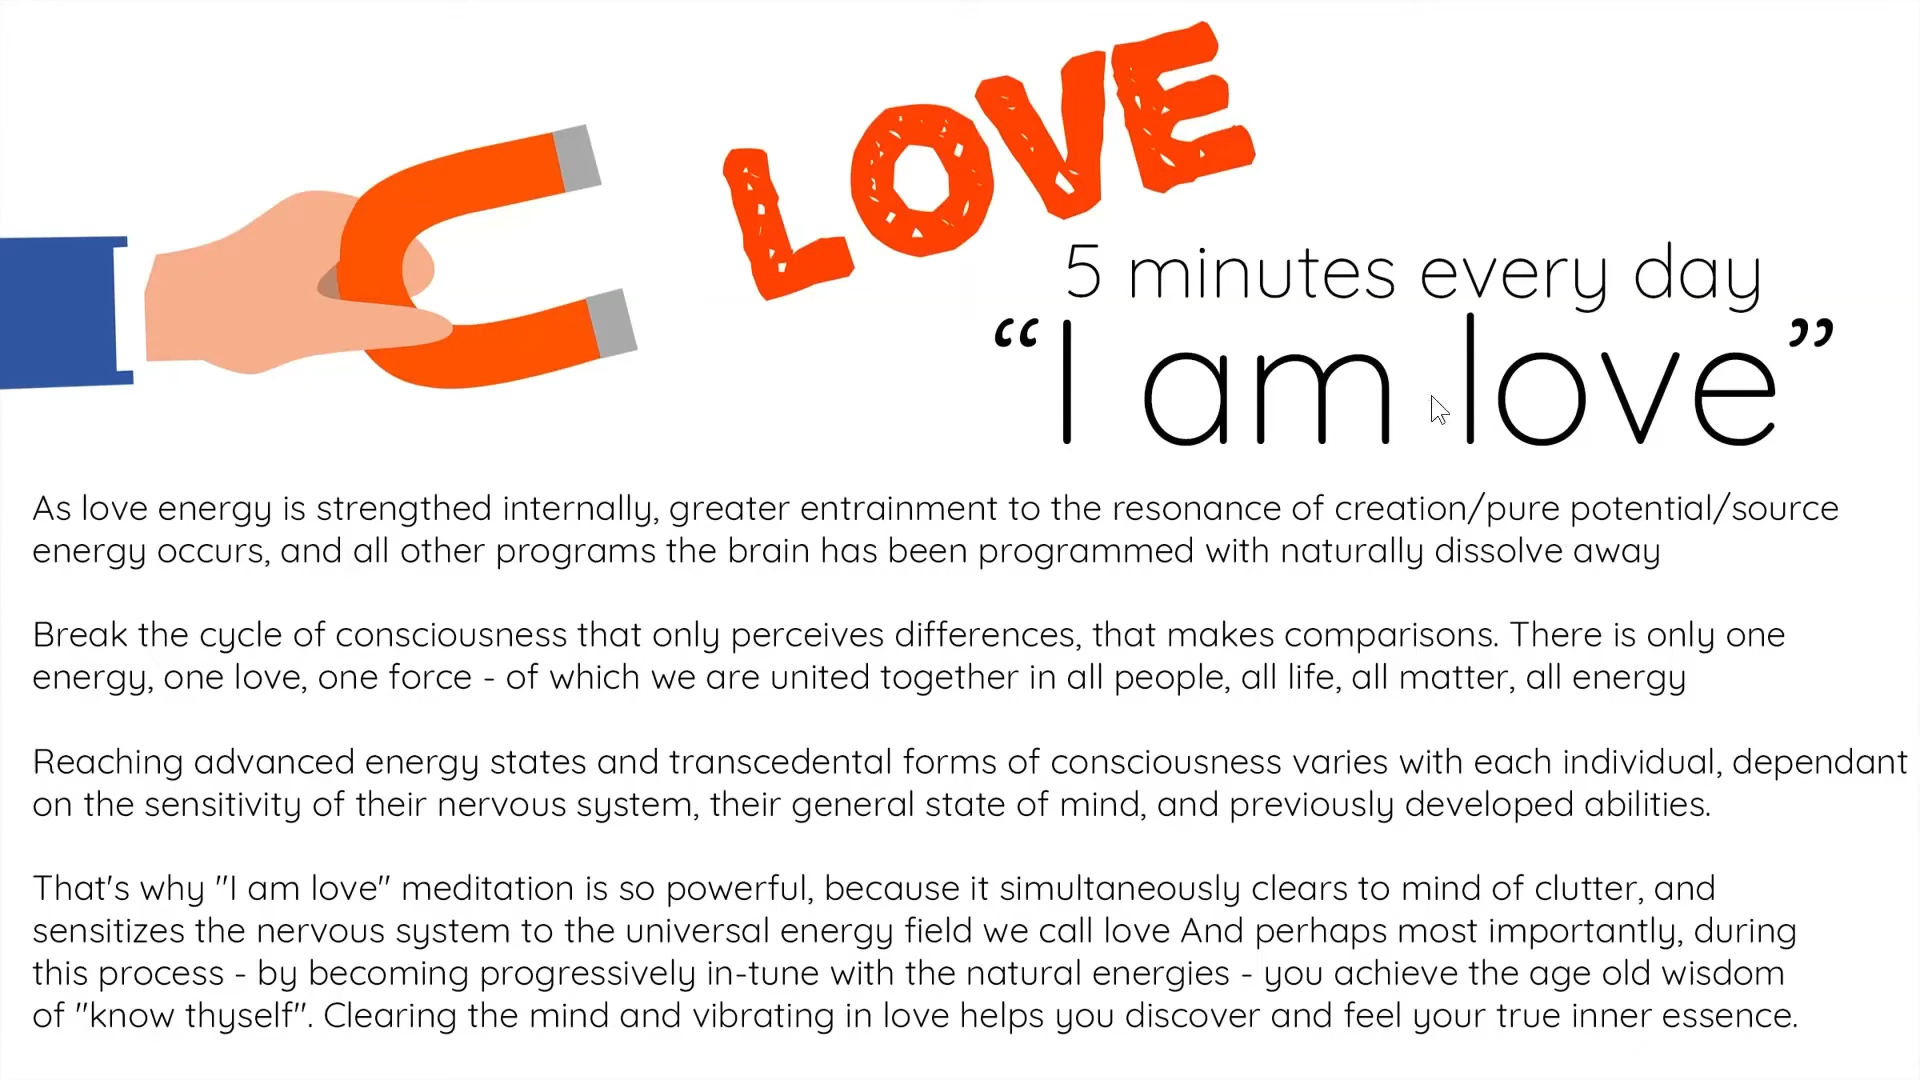 LOVE
5 minutes every day
“I am love”
As love energy is strengthed internally, greater entrainment to the resonance of creation/pure potential/source
energy occurs, and all other programs the brain has been programmed with naturally dissolve away
Break the cycle of consciousness that only perceives differences, that makes comparisons. There is only one
energy, one love, one force - of which we are united together in all people, all life, all matter, all energy
Reaching advanced energy states and transcedental forms of consciousness varies with each individual, dependant
on the sensitivity of their nervous system, their general state of mind, and previously developed abilities.
That's why "I am love" meditation is so powerful, because it simultaneously clears to mind of clutter, and
sensitizes the nervous system to the universal energy field we call love And perhaps most importantly, during
this process - by becoming progressively in-tune with the natural energies - you achieve the age old wisdom
of "know thyself". Clearing the mind and vibrating in love helps you discover and feel your true inner essence.